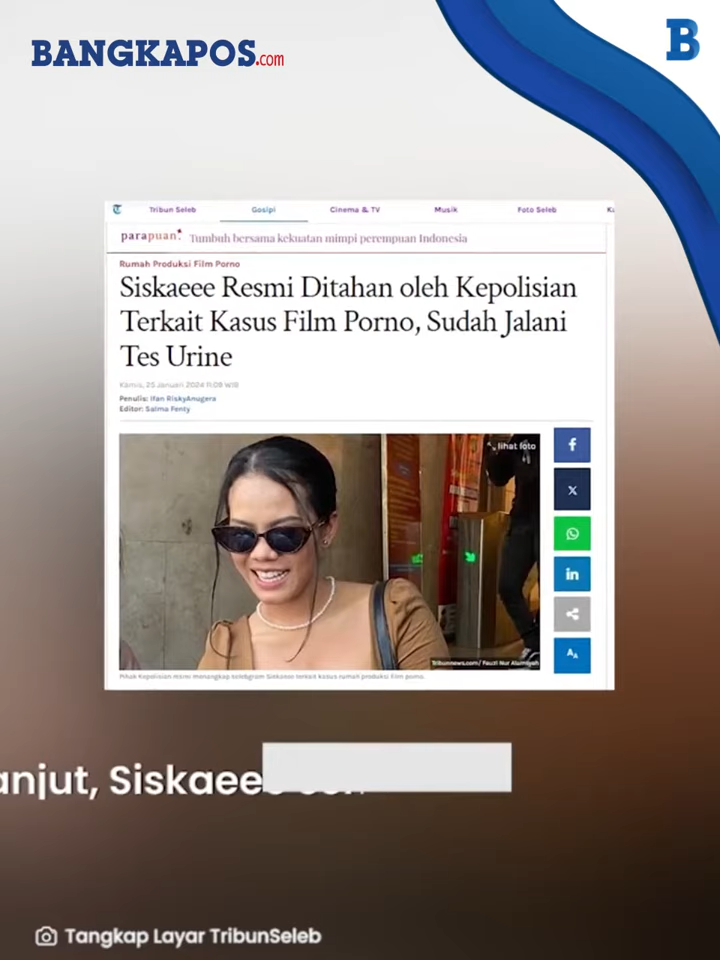 BANGKAPOS.com
B
Tribun Seleb Gosipi Cinema & TV Musik Foto Seleb
parapuan. Tumbuh bersama kekuatan mimpi perempuan Indonesia
Rumah Produksi Film Porno
Siskaeee Resmi Ditahan oleh Kepolisian
Terkait Kasus Film Porno, Sudah Jalani
Tes Urine
Kamis, 25 Januari 2024 11:09 WIB
Penulis: Ifan RiskyAnugera
Editor: Salma Fenty
lihat foto
Tribunnews.com/ Fauzi Nur Alamsyah
Pihak Kepolisian resmi menangkap selebgram Siskaeee terkait kasus rumah produksi film porno.
anjut, Siskaeee
Tangkap Layar TribunSeleb